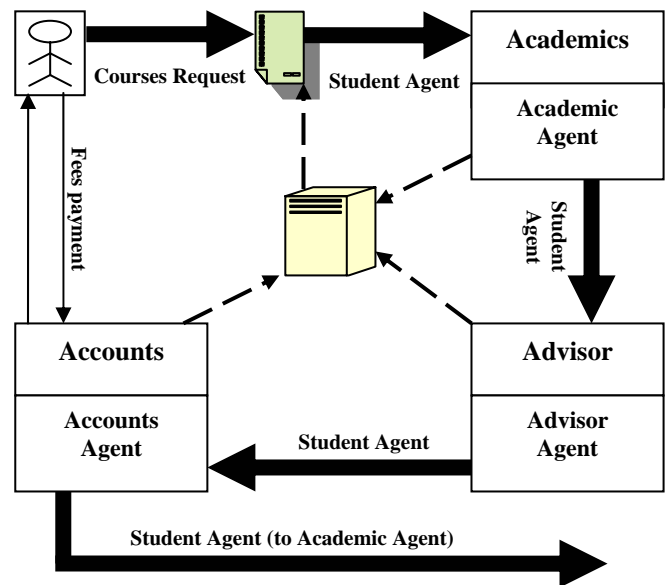 Courses Request
Student Agent
Academics
Academic
Agent
Fees payment
Student
Agent
Accounts
Accounts
Agent
Advisor
Advisor
Agent
Student Agent
Student Agent (to Academic Agent)